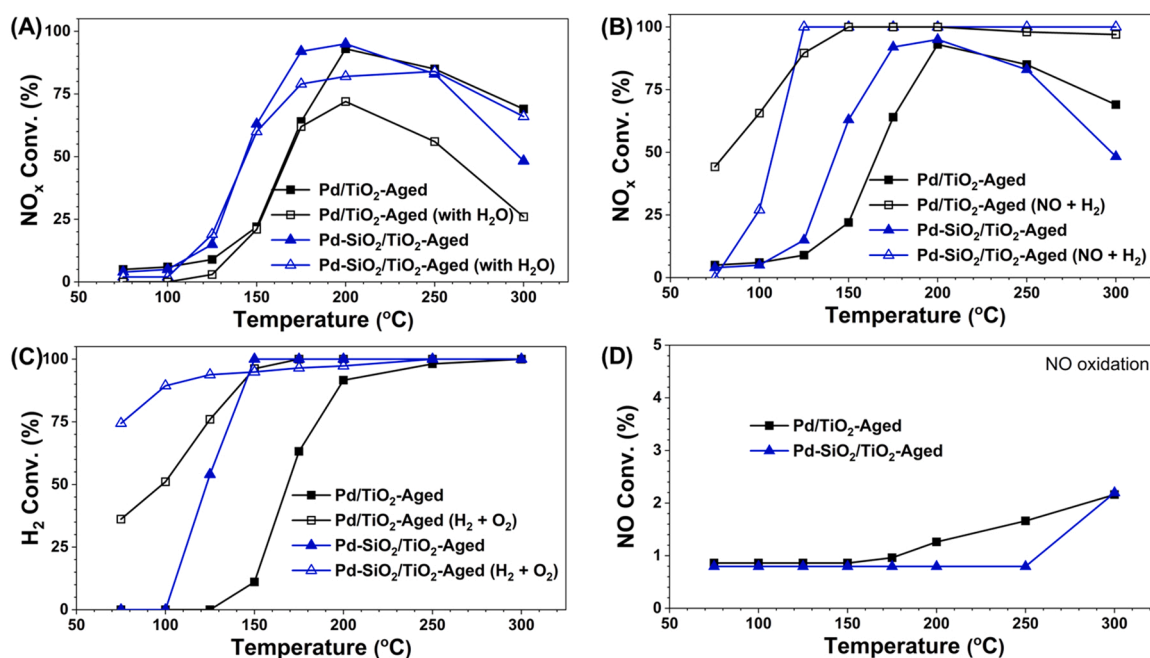 (A)
NOx Conv. (%)
100
75
50
25
0
Pd/TiO2-Aged
Pd/TiO2-Aged (with H2O)
Pd-SiO2/TiO2-Aged
Pd-SiO2/TiO2-Aged (with H2O)
50 100 150 200 250 300
Temperature (oC)
(B)
NOx Conv. (%)
100
75
50
25
0
Pd/TiO2-Aged
Pd/TiO2-Aged (NO + H2)
Pd-SiO2/TiO2-Aged
Pd-SiO2/TiO2-Aged (NO + H2)
50 100 150 200 250 300
Temperature (oC)
(C)
H2 Conv. (%)
100
75
50
25
0
Pd/TiO2-Aged
Pd/TiO2-Aged (H2 + O2)
Pd-SiO2/TiO2-Aged
Pd-SiO2/TiO2-Aged (H2 + O2)
50 100 150 200 250 300
Temperature (oC)
(D)
NO Conv. (%)
5
4
3
2
1
0
NO oxidation
Pd/TiO2-Aged
Pd-SiO2/TiO2-Aged
50 100 150 200 250 300
Temperature (oC)